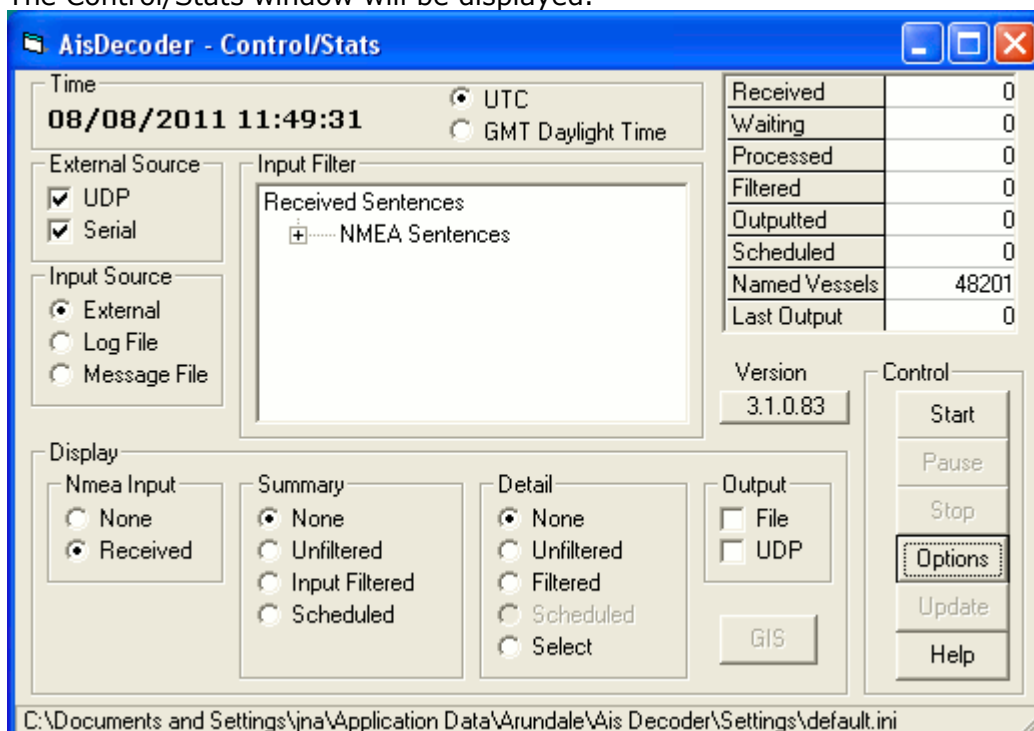 The Control/Stats window will be displayed.
AisDecoder - Control/Stats
Time
08/08/2011 11:49:31
UTC
GMT Daylight Time
External Source
UDP
Serial
Input Source
External
Log File
Message File
Input Filter
Received Sentences
NMEA Sentences
Received 0
Waiting 0
Processed 0
Filtered 0
Outputted 0
Scheduled 0
Named Vessels 48201
Last Output 0
Version
3.1.0.83
Control
Start
Pause
Stop
Options
Update
Help
Display
Nmea Input
None
Received
Summary
None
Unfiltered
Input Filtered
Scheduled
Detail
None
Unfiltered
Filtered
Scheduled
Select
Output
File
UDP
GIS
C:\Documents and Settings\jna\Application Data\Arundale\Ais Decoder\Settings\default.ini